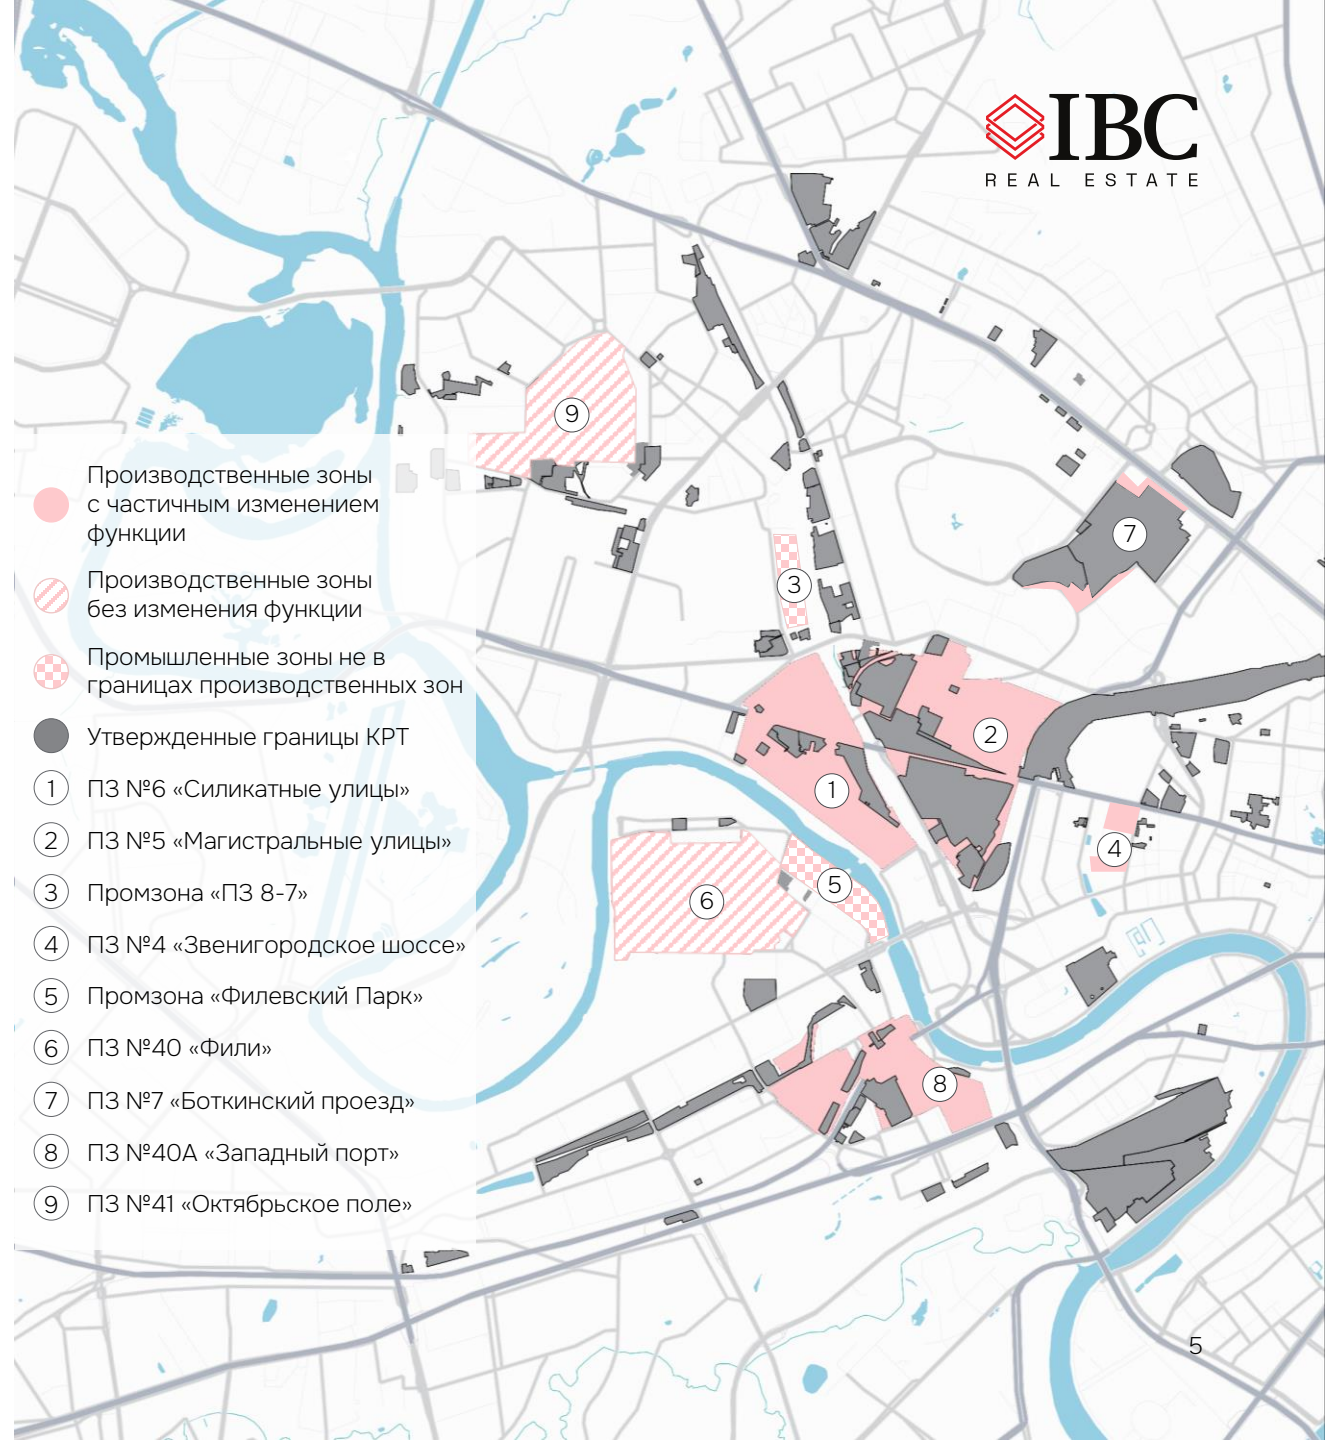 IBC
REAL ESTATE
Производственные зоны
с частичным изменением
функции
Производственные зоны
без изменения функции
Промышленные зоны не в
границах производственных зон
Утвержденные границы КРТ
1 ПЗ №6 «Силикатные улицы»
2 ПЗ №5 «Магистральные улицы»
3 Промзона «ПЗ 8-7»
4 ПЗ №4 «Звенигородское шоссе»
5 Промзона «Филевский Парк»
6 ПЗ №40 «Фили»
7 ПЗ №7 «Боткинский проезд»
8 ПЗ №40А «Западный порт»
9 ПЗ №41 «Октябрьское поле»
9
7
3
2
1
4
5
6
8
5